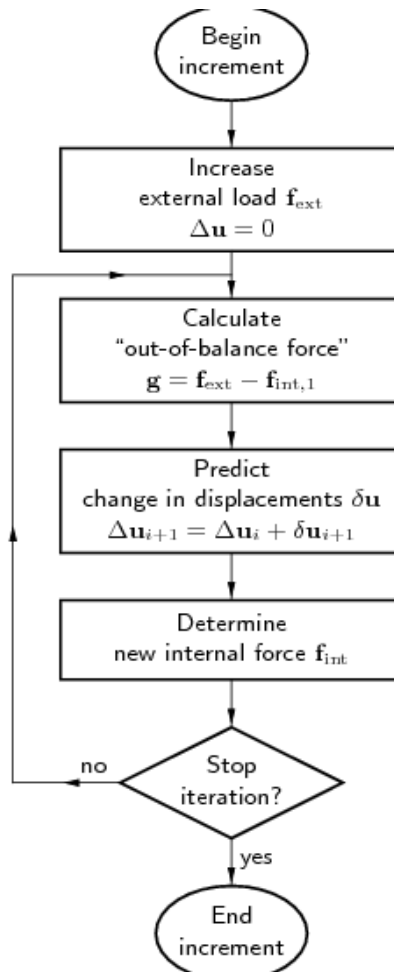 Begin
increment
Increase
external load f_ext
Δu = 0
Calculate
“out-of-balance force”
g = f_ext − f_int,1
Predict
change in displacements δu
Δu_i+1 = Δu_i + δu_i+1
Determine
new internal force f_int
Stop
iteration?
no
yes
End
increment